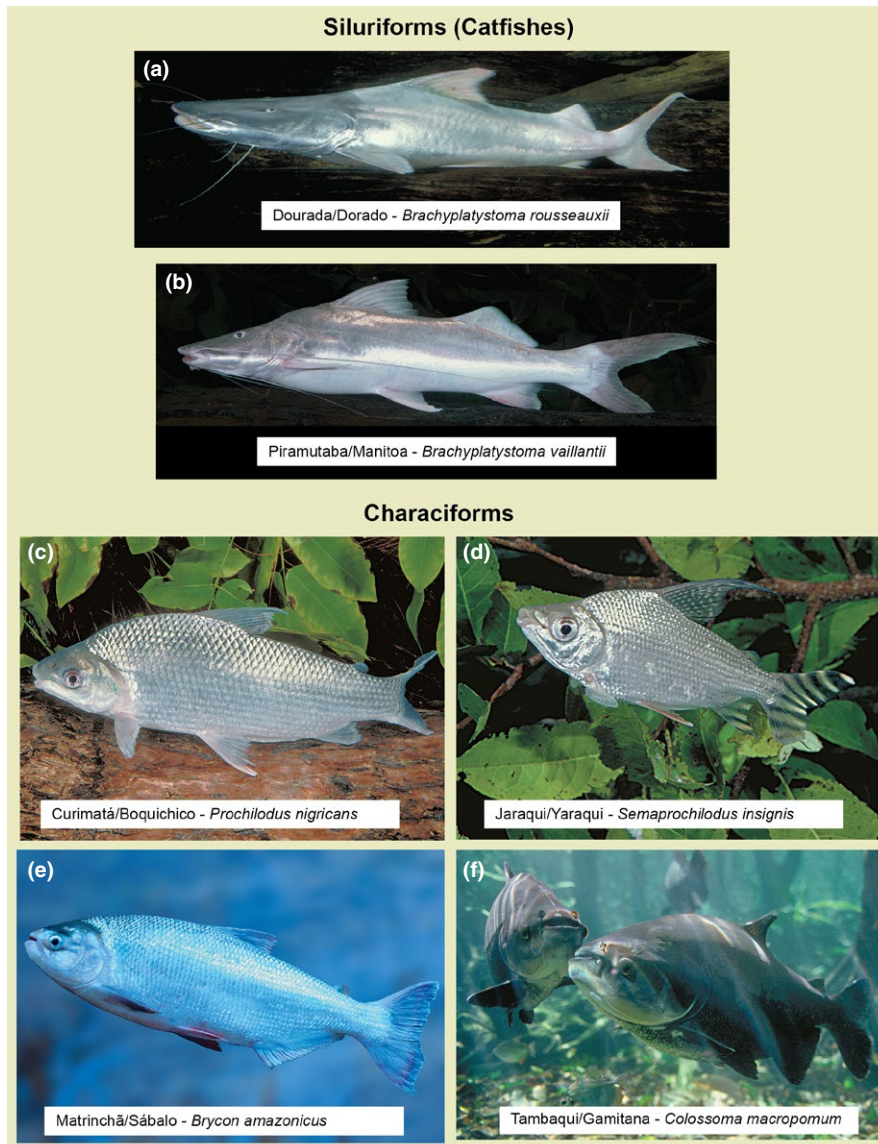 Siluriforms (Catfishes)
(a)
Dourada/Dorado - Brachyplatystoma rousseauxii
(b)
Piramutaba/Manitoa - Brachyplatystoma vaillantii
Characiforms
(c)
Curimatá/Boquichico - Prochilodus nigricans
(d)
Jaraqui/Yaraqui - Semaprochilodus insignis
(e)
Matrinchã/Sábalo - Brycon amazonicus
(f)
Tambaqui/Gamitana - Colossoma macropomum